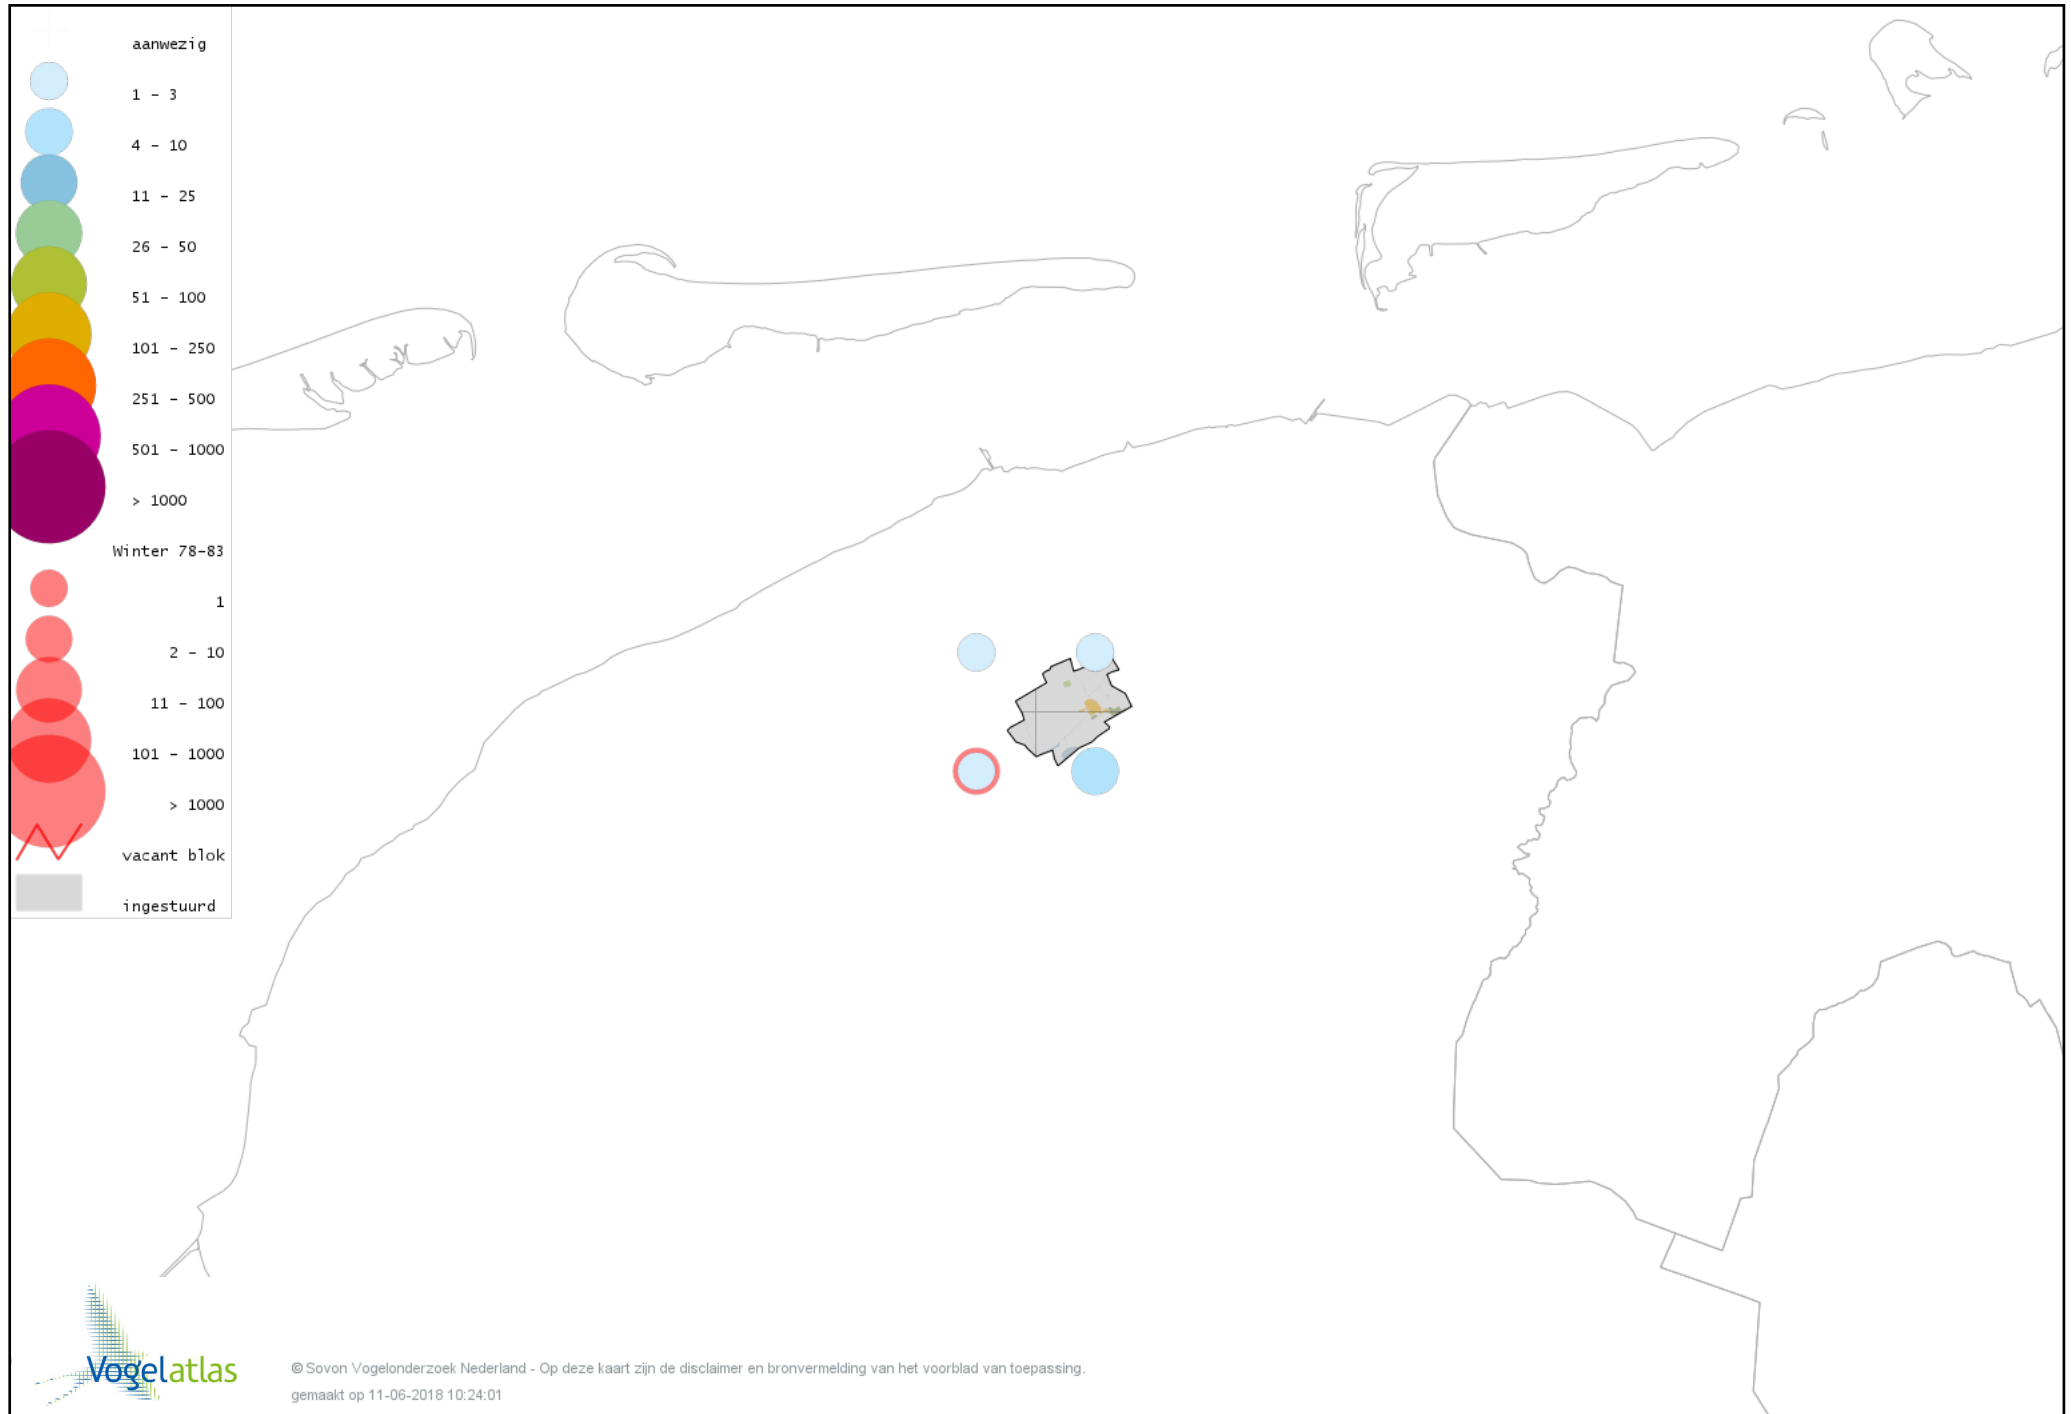 aanwezig
1 - 3
4 - 10
11 - 25
26 - 50
51 - 100
101 - 250
251 - 500
501 - 1000
> 1000
Winter 78-83
1
2 - 10
11 - 100
101 - 1000
> 1000
vacant blok
ingestuurd
Vogelatlas
© Sovon Vogelonderzoek Nederland - Op deze kaart zijn de disclaimer en bronvermelding van het voorblad van toepassing.
gemaakt op 11-06-2018 10:24:01